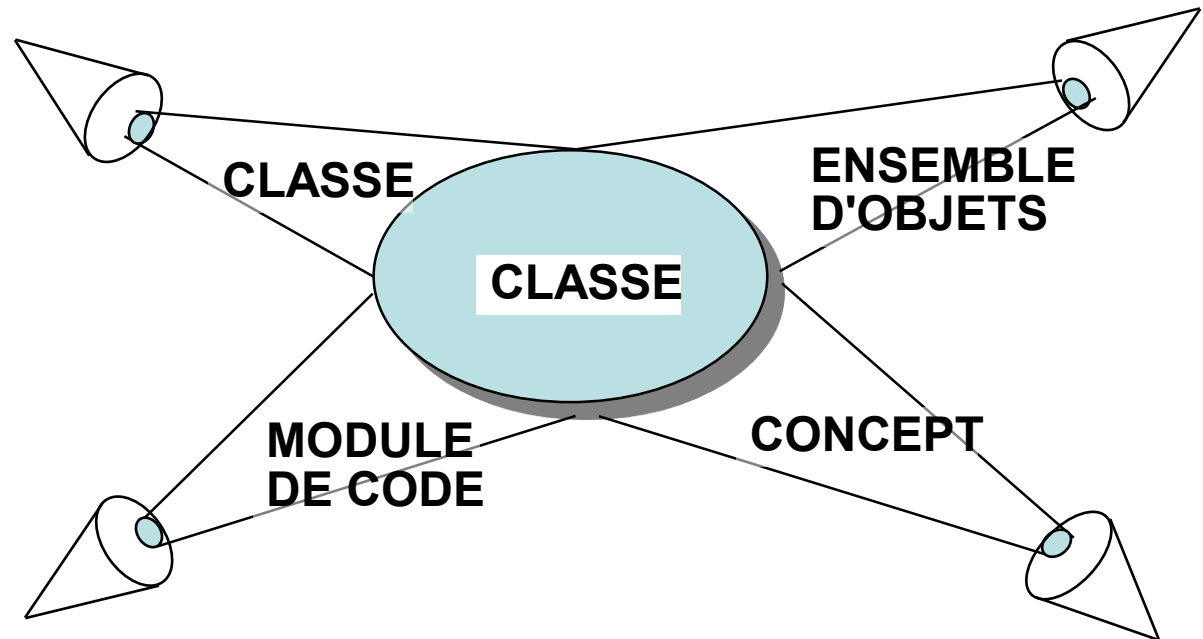 CLASSE
ENSEMBLE
D'OBJETS
CLASSE
MODULE
DE CODE
CONCEPT